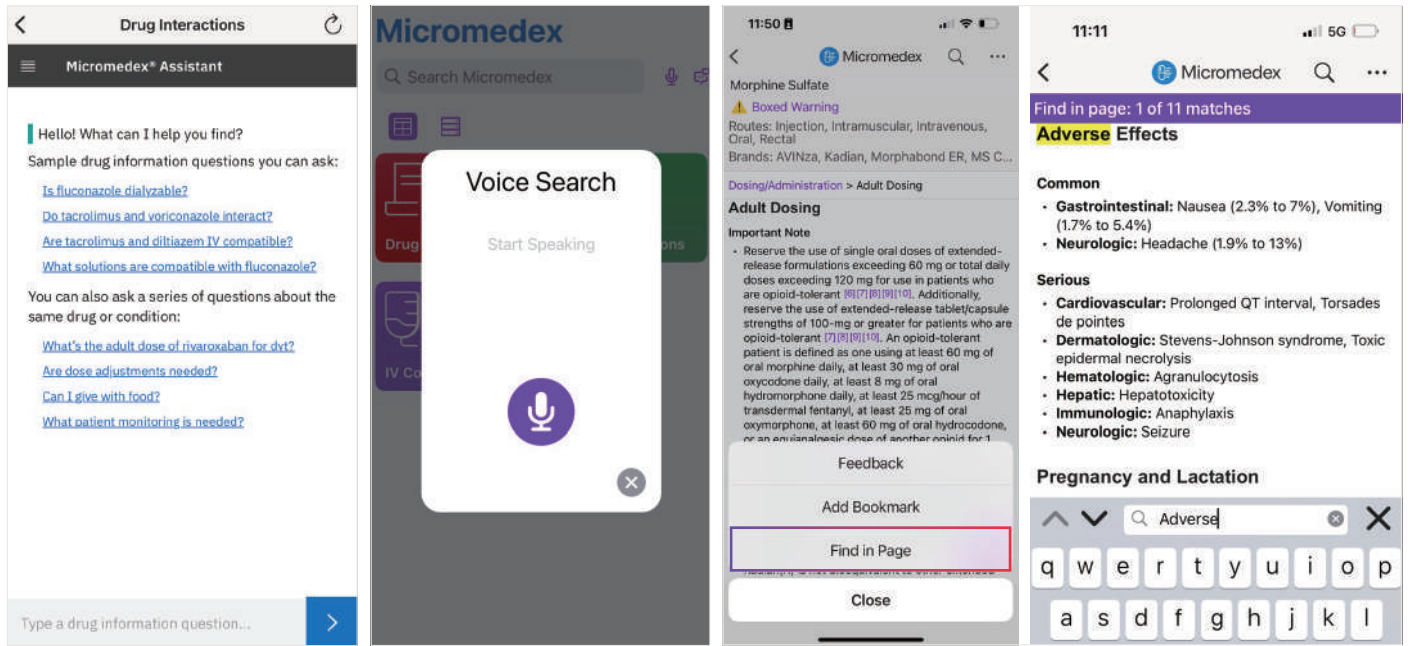 Drug Interactions
Micromedex® Assistant
Hello! What can I help you find?
Sample drug information questions you can ask:
Is fluconazole dialyzable?
Do tacrolimus and voriconazole interact?
Are tacrolimus and diltiazem IV compatible?
What solutions are compatible with fluconazole?
You can also ask a series of questions about the
same drug or condition:
What's the adult dose of rivaroxaban for dvt?
Are dose adjustments needed?
Can I give with food?
What patient monitoring is needed?
Type a drug information question...
Micromedex
Search Micromedex
Drug
ons
IV Co
Voice Search
Start Speaking
11:50
Micromedex
Morphine Sulfate
Boxed Warning
Routes: Injection, Intramuscular, Intravenous,
Oral, Rectal
Brands: AVINza, Kadian, Morphabond ER, MS C...
Dosing/Administration > Adult Dosing
Adult Dosing
Important Note
• Reserve the use of single oral doses of extended-
release formulations exceeding 60 mg or total daily
doses exceeding 120 mg for use in patients who
are opioid-tolerant [6][7][8][9][10]. Additionally,
reserve the use of extended-release tablet/capsule
strengths of 100-mg or greater for patients who are
opioid-tolerant [7][8][9][10]. An opioid-tolerant
patient is defined as one using at least 60 mg of
oral morphine daily, at least 30 mg of oral
oxycodone daily, at least 8 mg of oral
hydromorphone daily, at least 25 mcg/hour of
transdermal fentanyl, at least 25 mg of oral
oxymorphone, at least 60 mg of oral hydrocodone,
or an equianalgesic dose of another opioid for 1
Feedback
Add Bookmark
Find in Page
Close
11:11
5G
Micromedex
Find in page: 1 of 11 matches
Adverse Effects
Common
• Gastrointestinal: Nausea (2.3% to 7%), Vomiting
(1.7% to 5.4%)
• Neurologic: Headache (1.9% to 13%)
Serious
• Cardiovascular: Prolonged QT interval, Torsades
de pointes
• Dermatologic: Stevens-Johnson syndrome, Toxic
epidermal necrolysis
• Hematologic: Agranulocytosis
• Hepatic: Hepatotoxicity
• Immunologic: Anaphylaxis
• Neurologic: Seizure
Pregnancy and Lactation
Adverse
q w e r t y u i o p
a s d f g h j k l